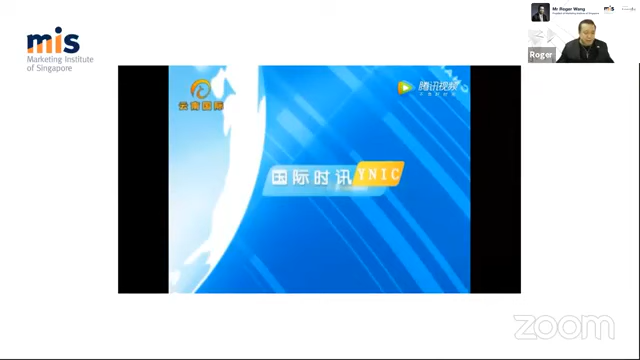 mis
Marketing Institute
of Singapore
云南国际
腾讯视频
国际时讯 YNIC
Mr Roger Wang
mis
Roger
zoom